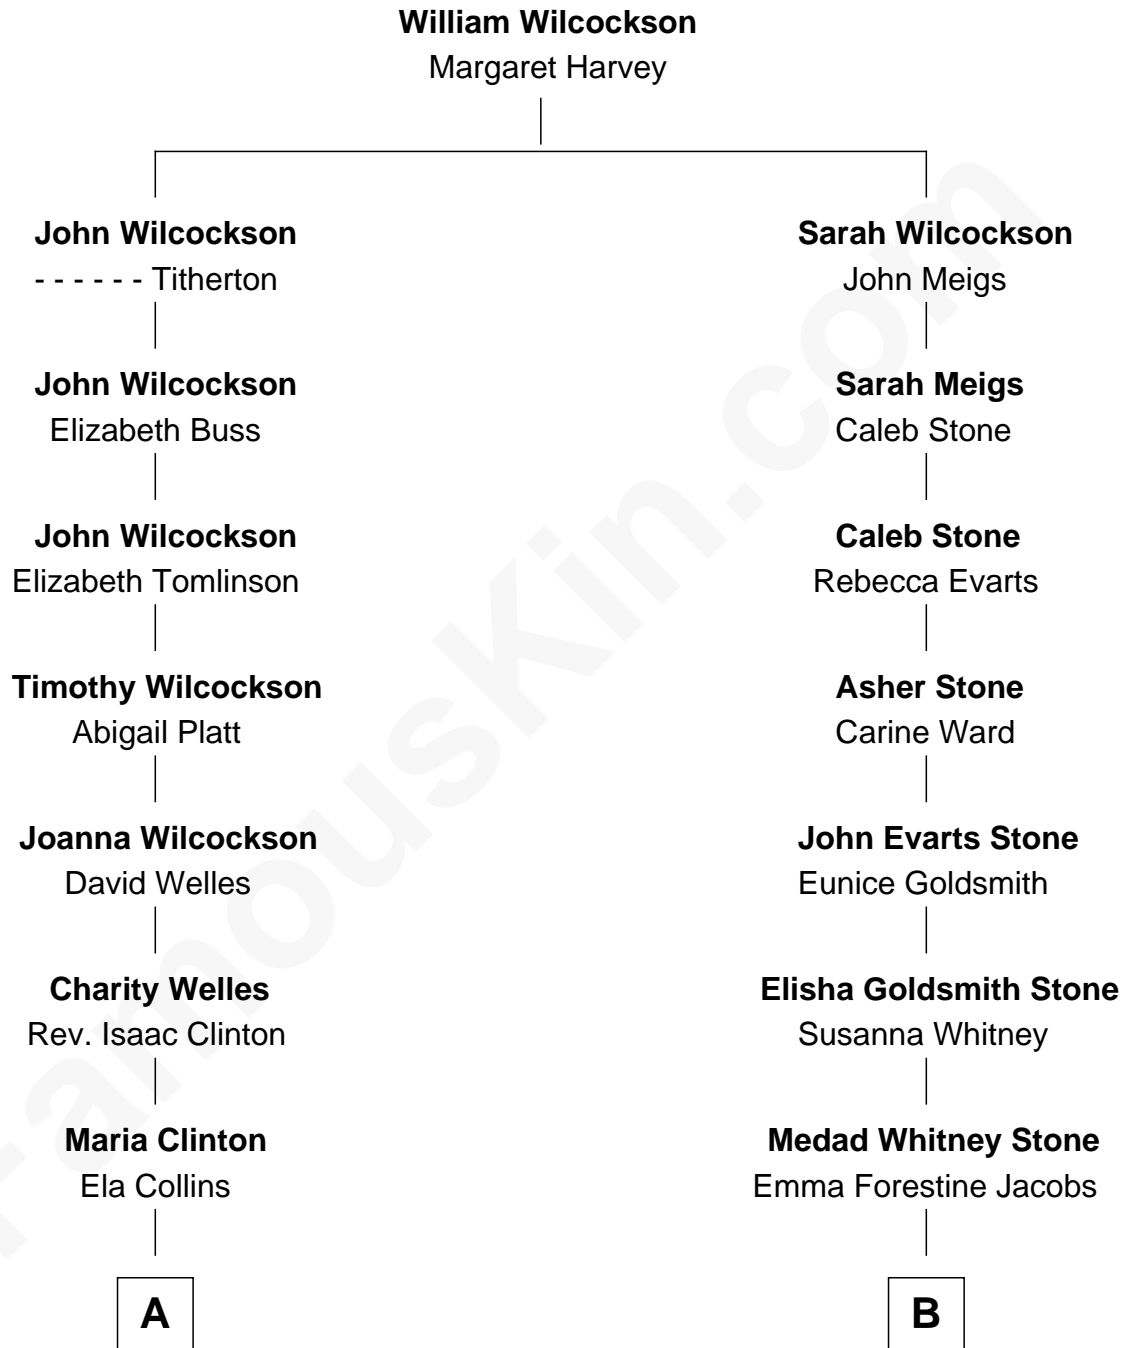 William Wilcockson
Margaret Harvey
John Wilcockson
- - - - - - Titherton
John Wilcockson
Elizabeth Buss
John Wilcockson
Elizabeth Tomlinson
Timothy Wilcockson
Abigail Platt
Joanna Wilcockson
David Welles
Charity Welles
Rev. Isaac Clinton
Maria Clinton
Ela Collins
A
Sarah Wilcockson
John Meigs
Sarah Meigs
Caleb Stone
Caleb Stone
Rebecca Evarts
Asher Stone
Carine Ward
John Evarts Stone
Eunice Goldsmith
Elisha Goldsmith Stone
Susanna Whitney
Medad Whitney Stone
Emma Forestine Jacobs
B
FamousKin.com